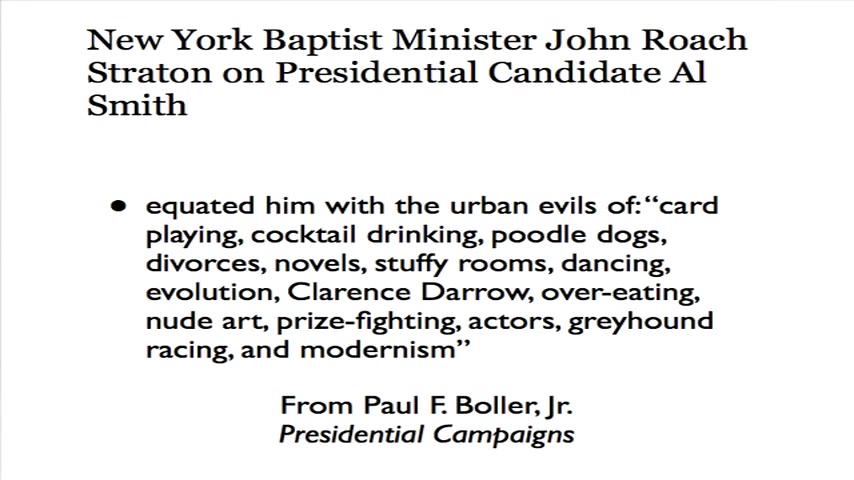 New York Baptist Minister John Roach
Straton on Presidential Candidate Al
Smith
• equated him with the urban evils of:“card
playing, cocktail drinking, poodle dogs,
divorces, novels, stuffy rooms, dancing,
evolution, Clarence Darrow, over-eating,
nude art, prize-fighting, actors, greyhound
racing, and modernism”
From Paul F. Boller, Jr.
Presidential Campaigns